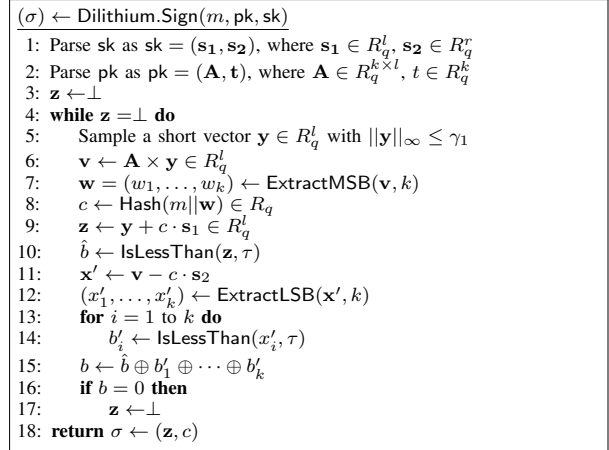 (σ) ← Dilithium.Sign(m, pk, sk)
1: Parse sk as sk = (s₁, s₂), where s₁ ∈ R_q^l, s₂ ∈ R_q^r
2: Parse pk as pk = (A, t), where A ∈ R_q^{k×l}, t ∈ R_q^k
3: z ←⊥
4: while z =⊥ do
5: Sample a short vector y ∈ R_q^l with ||y||_∞ ≤ γ₁
6: v ← A × y ∈ R_q^l
7: w = (w₁, . . . , w_k) ← ExtractMSB(v, k)
8: c ← Hash(m||w) ∈ R_q
9: z ← y + c · s₁ ∈ R_q^l
10: b̂ ← IsLessThan(z, τ)
11: x′ ← v − c · s₂
12: (x′₁, . . . , x′_k) ← ExtractLSB(x′, k)
13: for i = 1 to k do
14: b′_i ← IsLessThan(x′_i, τ)
15: b ← b̂ ⊕ b′₁ ⊕ · · · ⊕ b′_k
16: if b = 0 then
17: z ←⊥
18: return σ ← (z, c)